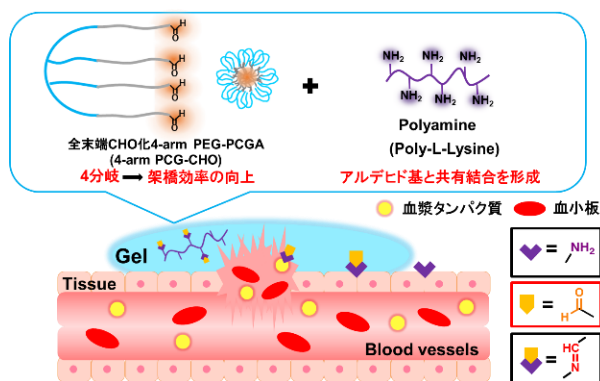 全末端CHO化4-arm PEG-PCGA
(4-arm PCG-CHO)
4分岐 ➡ 架橋効率の向上
+
NH2 NH2 NH2 NH2
NH2 NH2 NH2
Polyamine
(Poly-L-Lysine)
アルデヒド基と共有結合を形成
血漿タンパク質 血小板
Gel
Tissue
Blood vessels
= NH2
= O
H
= HC
N
O
H
O
H
O
H
O
H